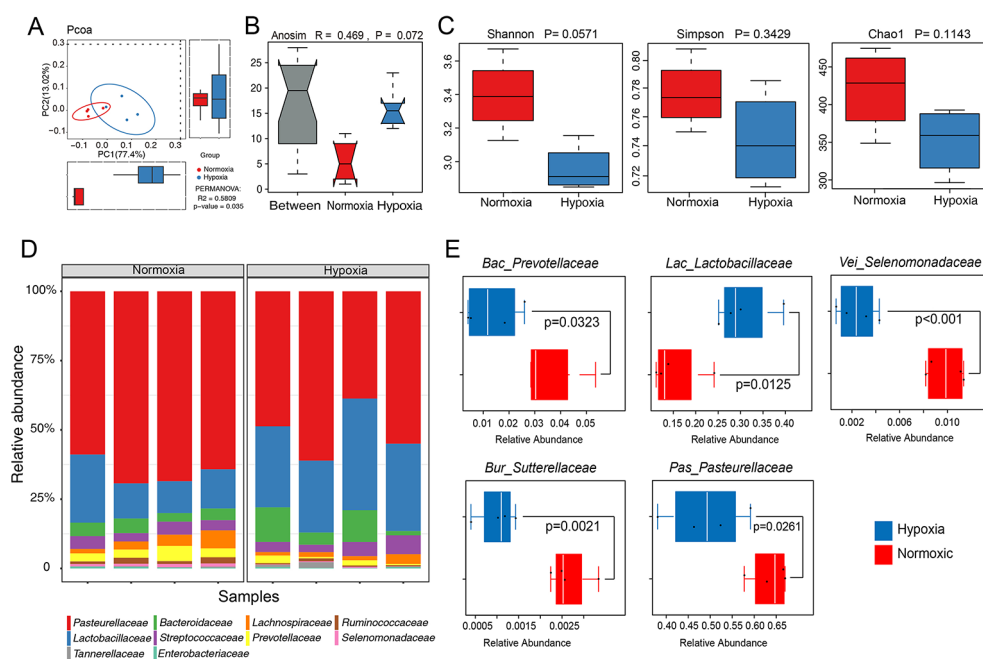 A
Pcoa
0.3
0.2
0.1
0.0
−0.1
PC2(13.02%)
−0.1 0.0 0.1 0.2 0.3
PC1(77.4%)
Group
Normoxia
Hypoxia
PERMANOVA:
R2 = 0.5809
p-value = 0.035
B
Anosim R = 0.469 , P = 0.072
25
20
15
10
5
0
Between Normoxia Hypoxia
C
Shannon P= 0.0571
3.6
3.4
3.2
3.0
Normoxia Hypoxia
Simpson P= 0.3429
0.80
0.78
0.76
0.74
0.72
Normoxia Hypoxia
Chao1 P= 0.1143
450
400
350
300
Normoxia Hypoxia
D
Normoxia Hypoxia
100%
75%
50%
25%
0
Relative abundance
Samples
Pasteurellaceae Bacteroidaceae Lachnospiraceae Ruminococcaceae
Lactobacillaceae Streptococcaceae Prevotellaceae Selenomonadaceae
Tannerellaceae Enterobacteriaceae
E
Bac_Prevotellaceae
p=0.0323
0.01 0.02 0.03 0.04 0.05
Relative Abundance
Lac_Lactobacillaceae
p=0.0125
0.15 0.20 0.25 0.30 0.35 0.40
Relative Abundance
Vei_Selenomonadaceae
p<0.001
0.002 0.006 0.010
Relative Abundance
Bur_Sutterellaceae
p=0.0021
0.0005 0.0015 0.0025
Relative Abundance
Pas_Pasteurellaceae
p=0.0261
0.40 0.45 0.50 0.55 0.60 0.65
Relative Abundance
Hypoxia
Normoxic